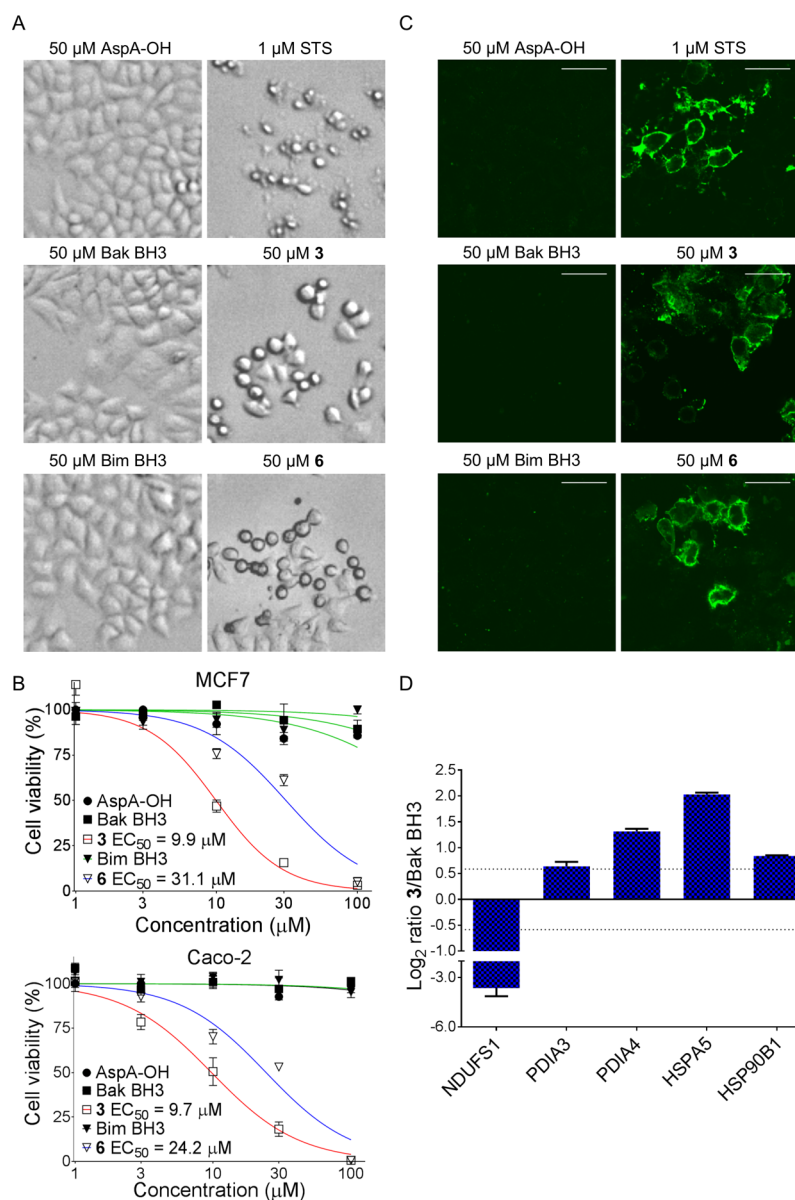 A
50 µM AspA-OH
1 µM STS
50 µM Bak BH3
50 µM 3
50 µM Bim BH3
50 µM 6
C
50 µM AspA-OH
1 µM STS
50 µM Bak BH3
50 µM 3
50 µM Bim BH3
50 µM 6
B
MCF7
Cell viability (%)
100
75
50
25
0
AspA-OH
Bak BH3
3 EC50 = 9.9 µM
Bim BH3
6 EC50 = 31.1 µM
1 3 10 30 100
Concentration (µM)
Caco-2
Cell viability (%)
100
75
50
25
0
AspA-OH
Bak BH3
3 EC50 = 9.7 µM
Bim BH3
6 EC50 = 24.2 µM
1 3 10 30 100
Concentration (µM)
D
Log2 ratio 3/Bak BH3
2.5
2.0
1.5
1.0
0.5
0.0
-0.5
-1.0
-3.0
-6.0
NDUFS1
PDIA3
PDIA4
HSPA5
HSP90B1